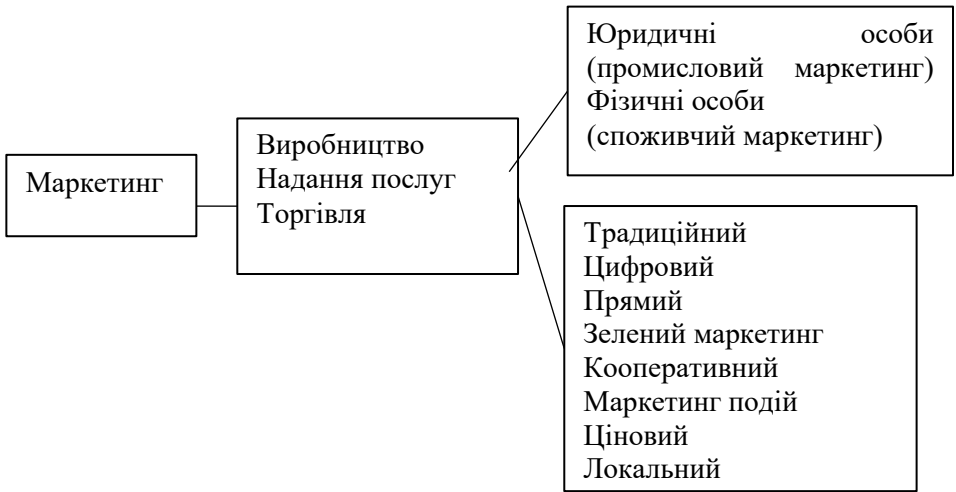 Маркетинг
Виробництво
Надання послуг
Торгівля
Юридичні особи
(промисловий маркетинг)
Фізичні особи
(споживчий маркетинг)
Традиційний
Цифровий
Прямий
Зелений маркетинг
Кооперативний
Маркетинг подій
Ціновий
Локальний